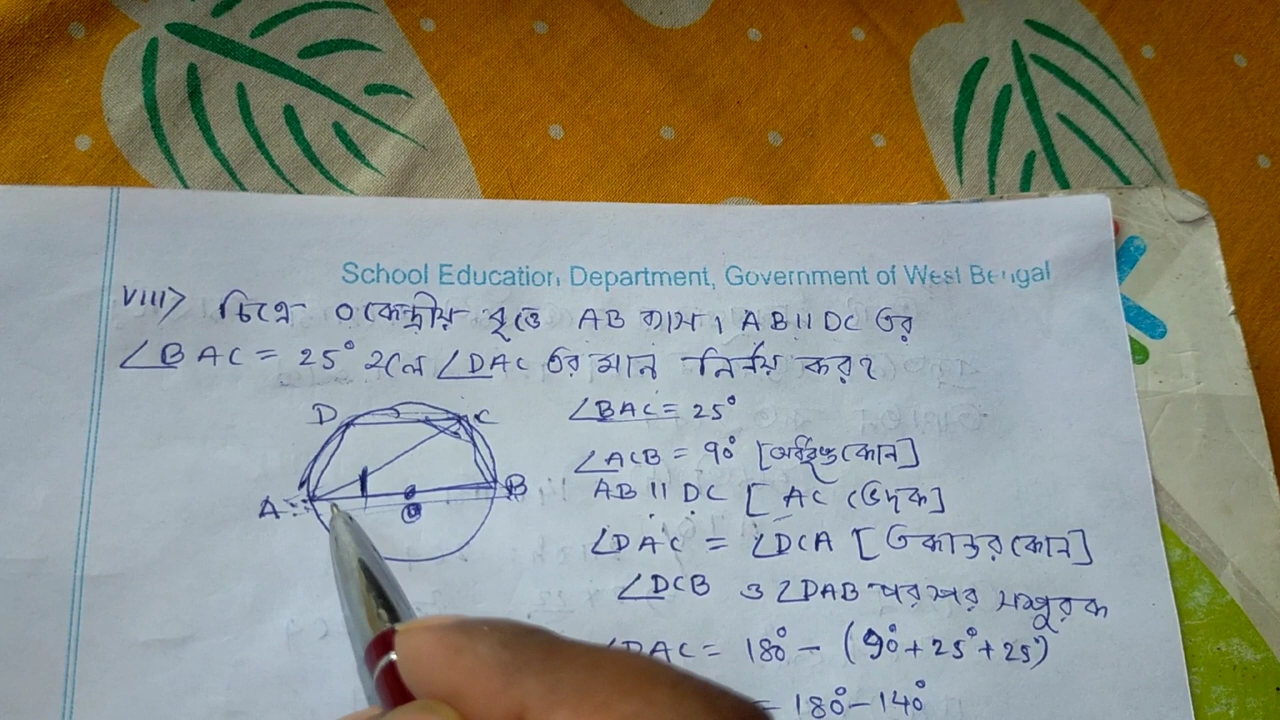 School Education Department, Government of West Bengal
VIII> চিত্রে O কেন্দ্রীয় বৃত্তে AB ব্যাস। AB॥DC এর
∠BAC = 25° হলে ∠DAC এর মান নির্নয় কর?
D C
A B
O
∠BAC = 25°
∠ACB = 90° [অর্ধবৃত্তস্থ কোন]
AB॥DC [AC ভেদক]
∠DAC = ∠DCA [একান্তর কোন]
∠DCB ও ∠DAB পরস্পর সম্পূরক
∠DAC = 180° - (90° + 25° + 25°)
= 180° - 140°